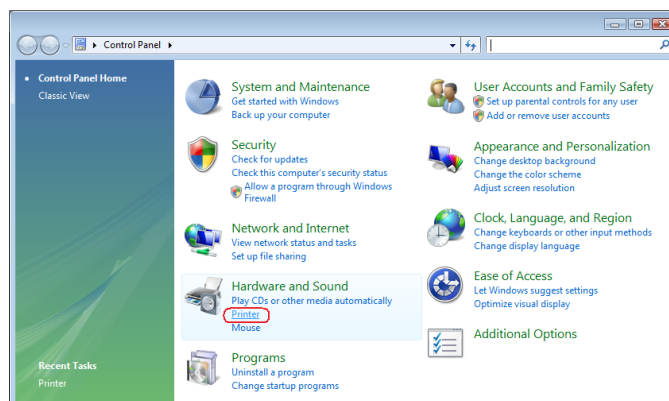 Control Panel
Control Panel Home
Classic View
System and Maintenance
Get started with Windows
Back up your computer
Security
Check for updates
Check this computer's security status
Allow a program through Windows
Firewall
Network and Internet
View network status and tasks
Set up file sharing
Hardware and Sound
Play CDs or other media automatically
Printer
Mouse
Programs
Uninstall a program
Change startup programs
User Accounts and Family Safety
Set up parental controls for any user
Add or remove user accounts
Appearance and Personalization
Change desktop background
Change the color scheme
Adjust screen resolution
Clock, Language, and Region
Change keyboards or other input methods
Change display language
Ease of Access
Let Windows suggest settings
Optimize visual display
Additional Options
Recent Tasks
Printer